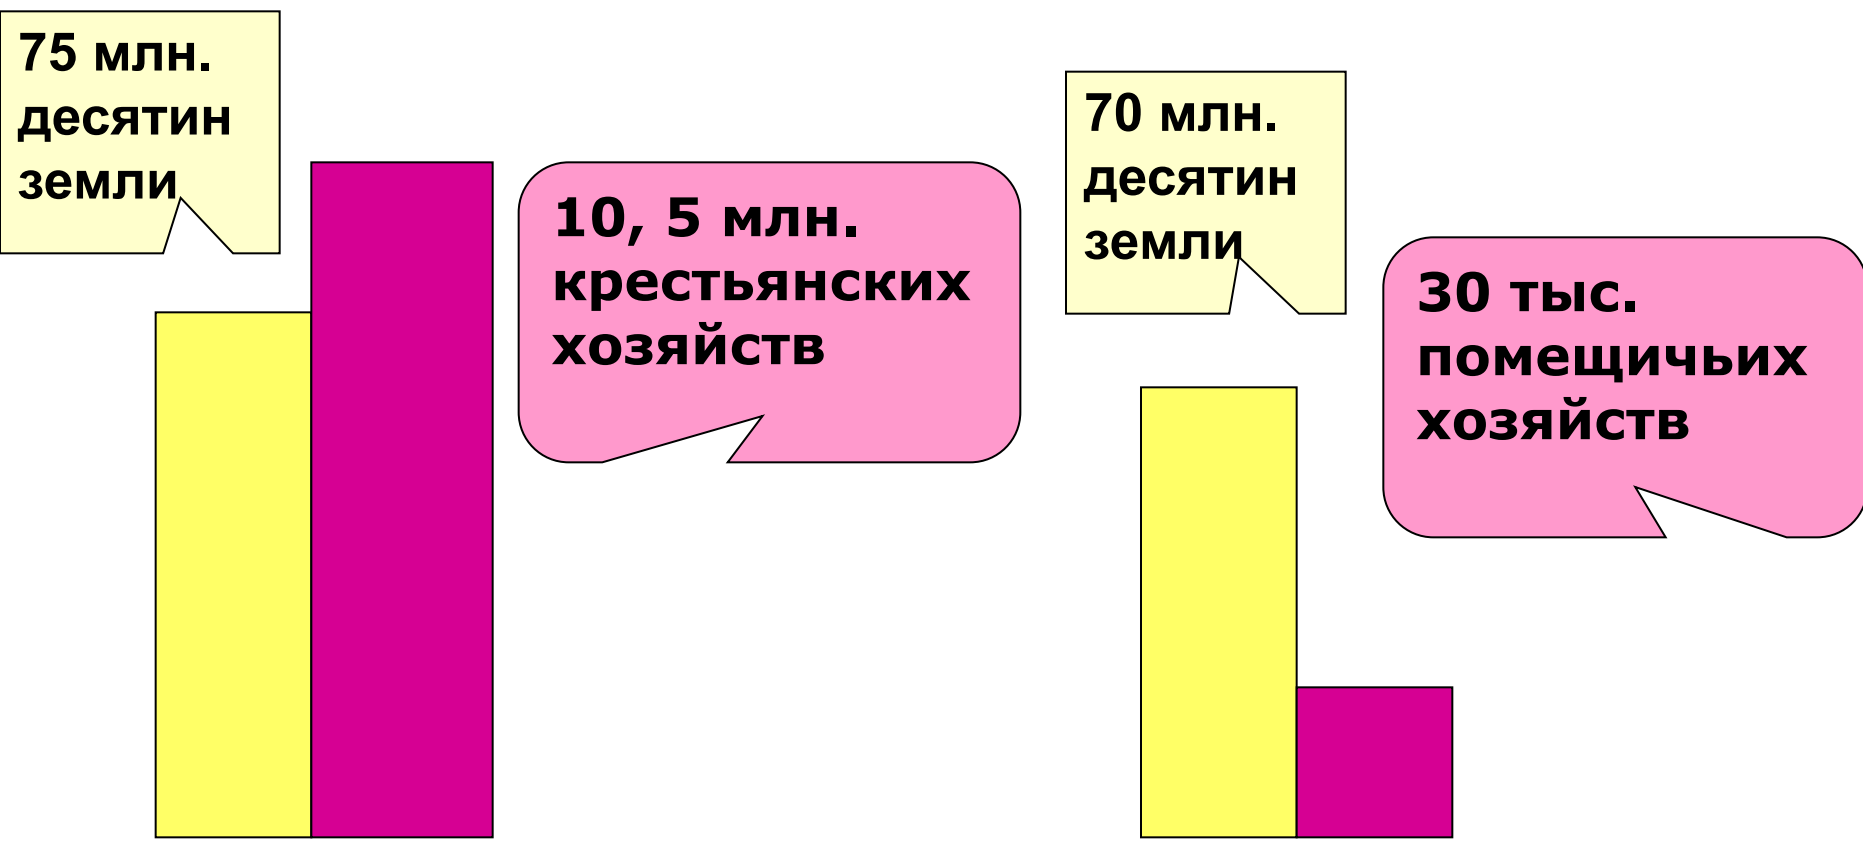 75 млн.
десятин
земли
10, 5 млн.
крестьянских
хозяйств
70 млн.
десятин
земли
30 тыс.
помещичьих
хозяйств